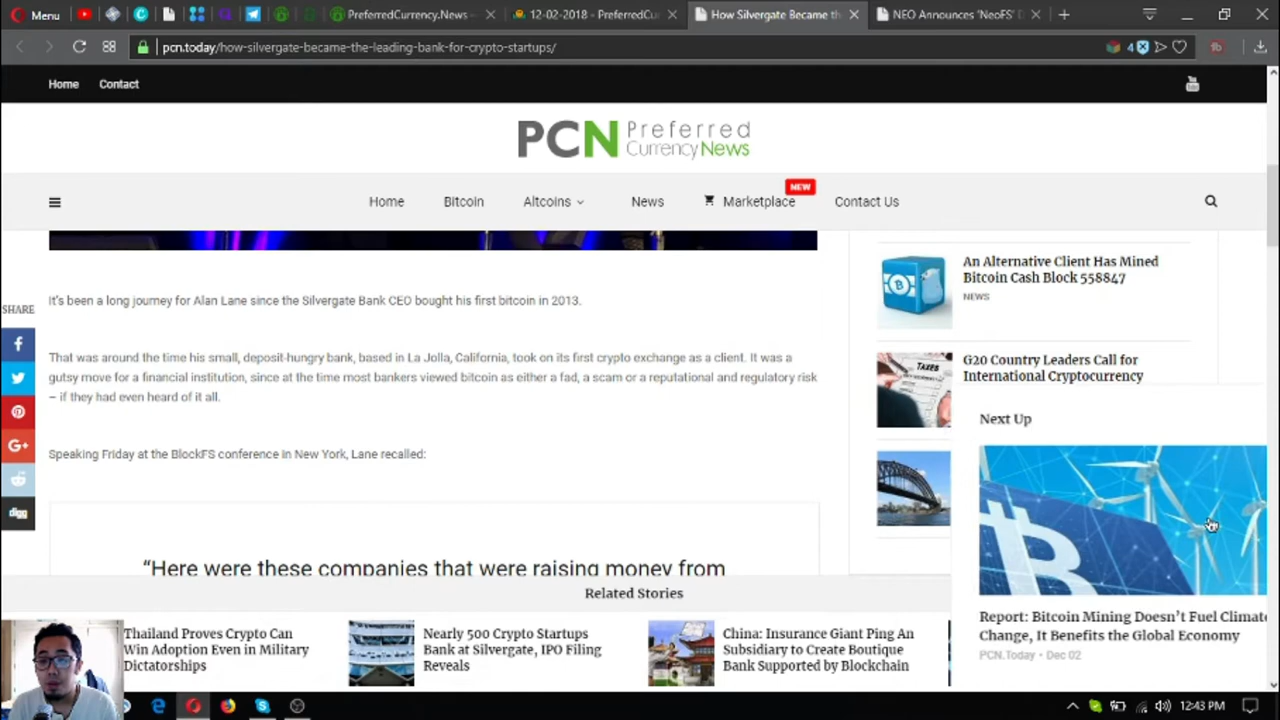 Menu
PreferredCurrency.News -
12-02-2018 - PreferredCu
How Silvergate Became th
NEO Announces 'NeoFS' D
pcn.today/how-silvergate-became-the-leading-bank-for-crypto-startups/
4
Home Contact
You
PCN Preferred
CurrencyNews
NEW
Home Bitcoin Altcoins News Marketplace Contact Us
It's been a long journey for Alan Lane since the Silvergate Bank CEO bought his first bitcoin in 2013.
SHARE
That was around the time his small, deposit-hungry bank, based in La Jolla, California, took on its first crypto exchange as a client. It was a
gutsy move for a financial institution, since at the time most bankers viewed bitcoin as either a fad, a scam or a reputational and regulatory risk
– if they had even heard of it all.
Speaking Friday at the BlockFS conference in New York, Lane recalled:
G+
digg
“Here were these companies that were raising money from
An Alternative Client Has Mined
Bitcoin Cash Block 558847
NEWS
TAXES
G20 Country Leaders Call for
International Cryptocurrency
Next Up
Report: Bitcoin Mining Doesn't Fuel Climate
Change, It Benefits the Global Economy
PCN.Today • Dec 02
Related Stories
Thailand Proves Crypto Can
Win Adoption Even in Military
Dictatorships
Nearly 500 Crypto Startups
Bank at Silvergate, IPO Filing
Reveals
China: Insurance Giant Ping An
Subsidiary to Create Boutique
Bank Supported by Blockchain
12:43 PM